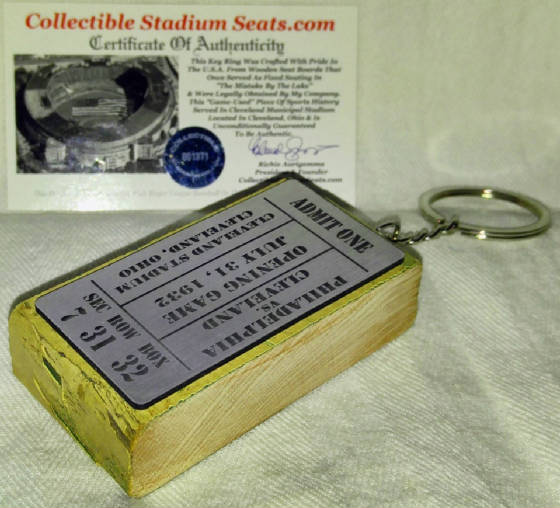 Collectible Stadium Seats.com
Certificate Of Authenticity
This Key Ring Was Crafted With Pride In
The U.S.A. From Wooden Seat Boards That
Once Served As Fixed Seating In
"The Mistake By The Lake"
& Were Legally Obtained By My Company.
This "Game-Used" Piece Of Sports History
Served In Cleveland Municipal Stadium
Located In Cleveland, Ohio & Is
Unconditionally Guaranteed
To Be Authentic.
Richie Aurigemma
President & Founder
001371
ADMIT ONE
PHILADELPHIA
VS.
CLEVELAND
OPENING GAME
JULY 31, 1932
CLEVELAND STADIUM
CLEVELAND, OHIO
SEC ROW BOX
7 31 32